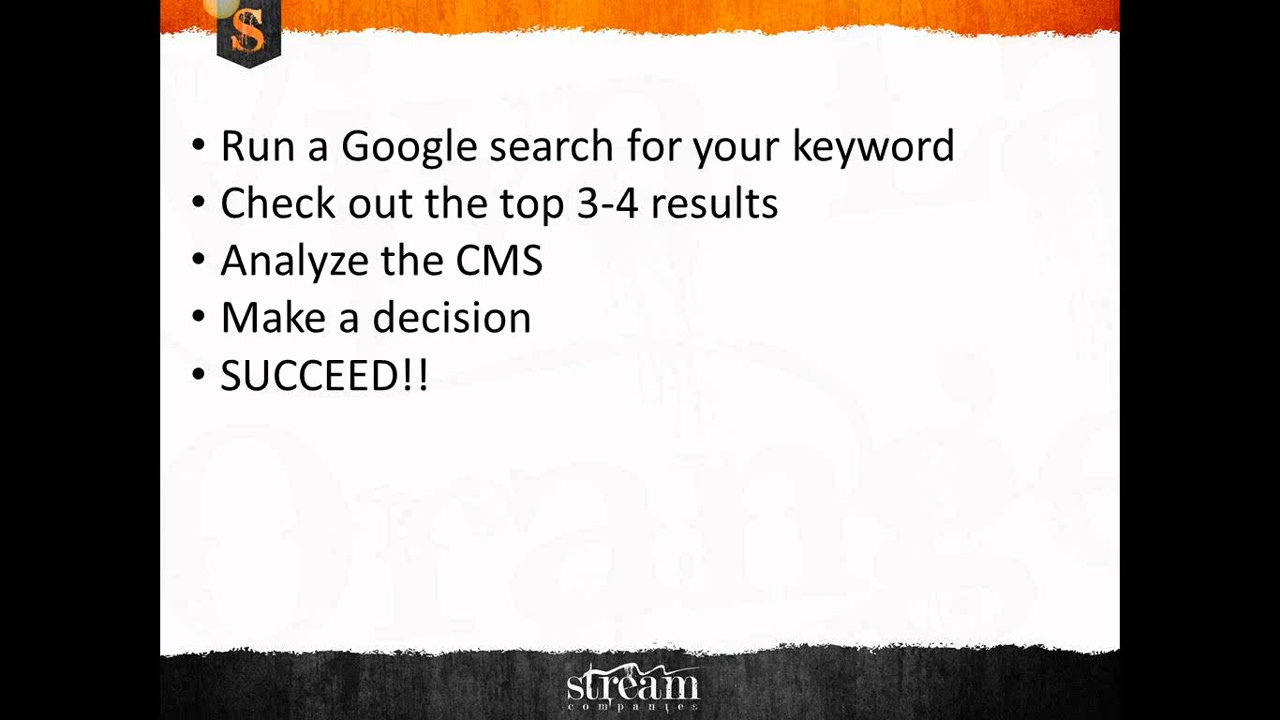 S
• Run a Google search for your keyword
• Check out the top 3-4 results
• Analyze the CMS
• Make a decision
• SUCCEED!!
stream
companies